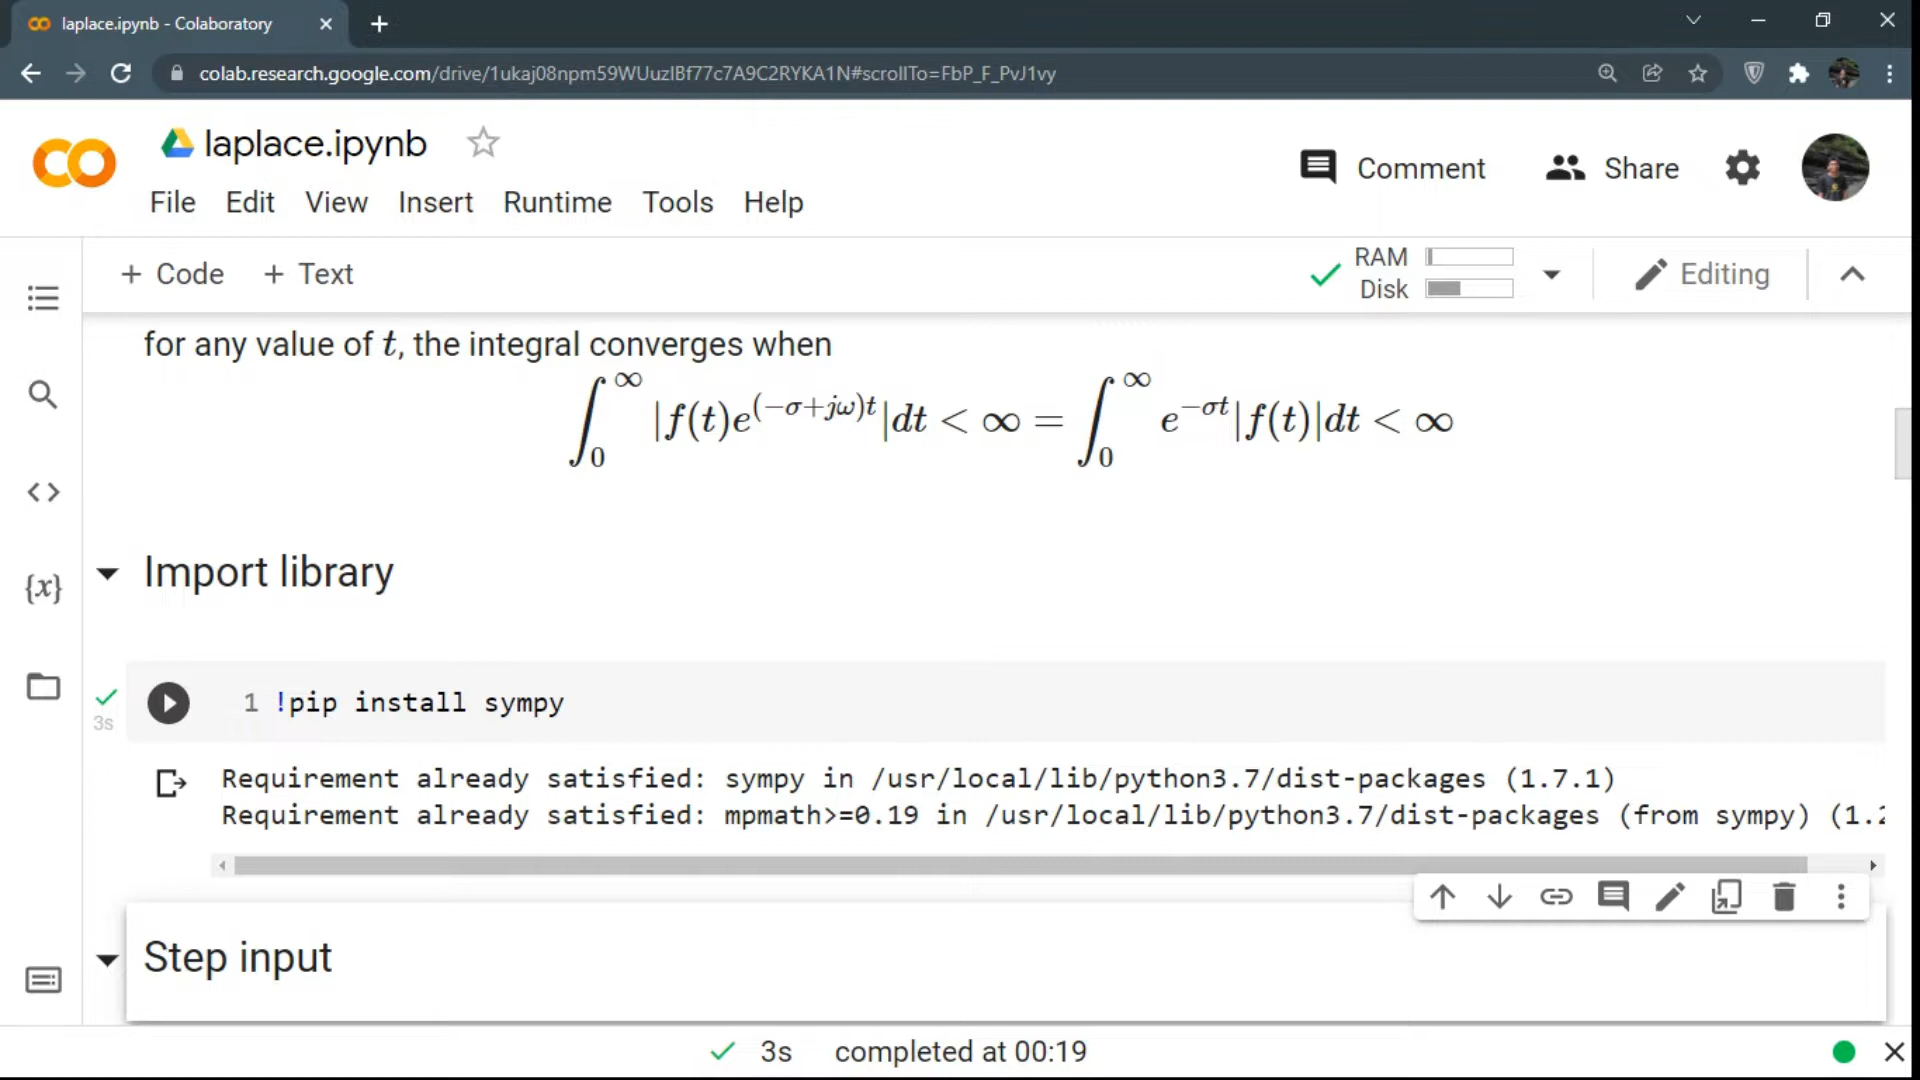 laplace.ipynb - Colaboratory
colab.research.google.com/drive/1ukaj08npm59WUuzlBf77c7A9C2RYKA1N#scrollTo=FbP_F_PvJ1vy
laplace.ipynb
Comment
Share
File Edit View Insert Runtime Tools Help
+ Code + Text
RAM
Disk
Editing
for any value of t, the integral converges when
∫₀^∞ |f(t)e^{(−σ+jω)t}|dt < ∞ = ∫₀^∞ e^{−σt}|f(t)|dt < ∞
Import library
{x}
3s
1 !pip install sympy
Requirement already satisfied: sympy in /usr/local/lib/python3.7/dist-packages (1.7.1)
Requirement already satisfied: mpmath>=0.19 in /usr/local/lib/python3.7/dist-packages (from sympy) (1.2
Step input
3s completed at 00:19